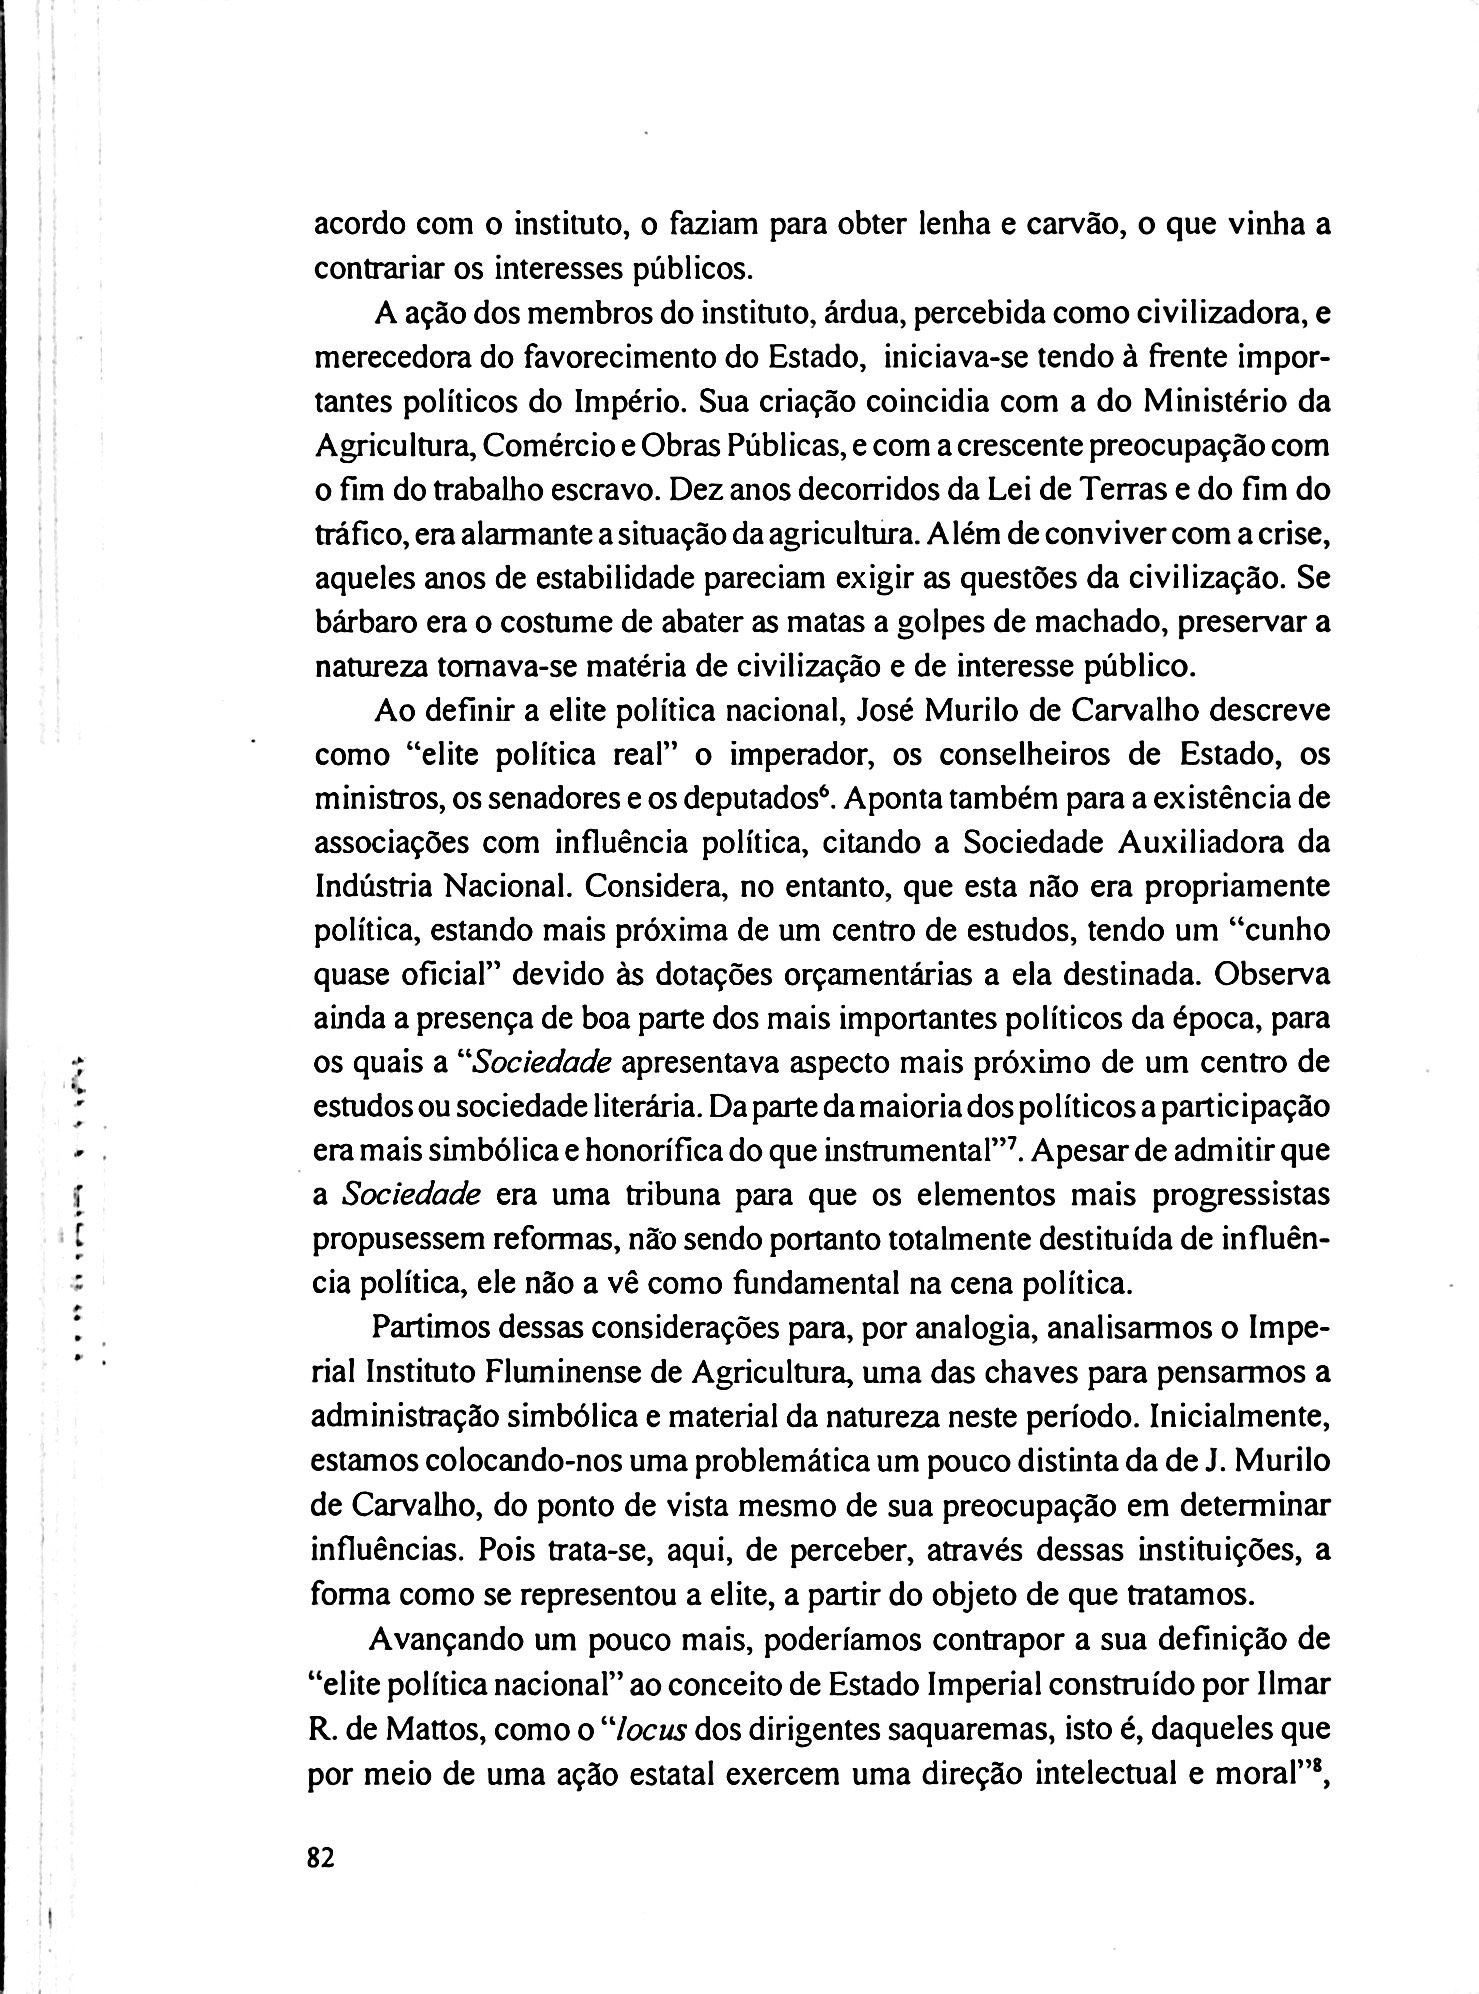 acordo com o instituto, o faziam para obter lenha e carvão, o que vinha a
contrariar os interesses públicos.
A ação dos membros do instituto, árdua, percebida como civilizadora, e
merecedora do favorecimento do Estado, iniciava-se tendo à frente impor-
tantes políticos do Império. Sua criação coincidia com a do Ministério da
Agricultura, Comércio e Obras Públicas, e com a crescente preocupação com
o fim do trabalho escravo. Dez anos decorridos da Lei de Terras e do fim do
tráfico, era alarmante a situação da agricultura. Além de conviver com a crise,
aqueles anos de estabilidade pareciam exigir as questões da civilização. Se
bárbaro era o costume de abater as matas a golpes de machado, preservar a
natureza tornava-se matéria de civilização e de interesse público.
Ao definir a elite política nacional, José Murilo de Carvalho descreve
como “elite política real” o imperador, os conselheiros de Estado, os
ministros, os senadores e os deputados⁶. Aponta também para a existência de
associações com influência política, citando a Sociedade Auxiliadora da
Indústria Nacional. Considera, no entanto, que esta não era propriamente
política, estando mais próxima de um centro de estudos, tendo um “cunho
quase oficial” devido às dotações orçamentárias a ela destinada. Observa
ainda a presença de boa parte dos mais importantes políticos da época, para
os quais a “Sociedade apresentava aspecto mais próximo de um centro de
estudos ou sociedade literária. Da parte da maioria dos políticos a participação
era mais simbólica e honorífica do que instrumental”⁷. Apesar de admitir que
a Sociedade era uma tribuna para que os elementos mais progressistas
propusessem reformas, não sendo portanto totalmente destituída de influên-
cia política, ele não a vê como fundamental na cena política.
Partimos dessas considerações para, por analogia, analisarmos o Impe-
rial Instituto Fluminense de Agricultura, uma das chaves para pensarmos a
administração simbólica e material da natureza neste período. Inicialmente,
estamos colocando-nos uma problemática um pouco distinta da de J. Murilo
de Carvalho, do ponto de vista mesmo de sua preocupação em determinar
influências. Pois trata-se, aqui, de perceber, através dessas instituições, a
forma como se representou a elite, a partir do objeto de que tratamos.
Avançando um pouco mais, poderíamos contrapor a sua definição de
“elite política nacional” ao conceito de Estado Imperial construído por Ilmar
R. de Mattos, como o “locus dos dirigentes saquaremas, isto é, daqueles que
por meio de uma ação estatal exercem uma direção intelectual e moral”⁸,
82